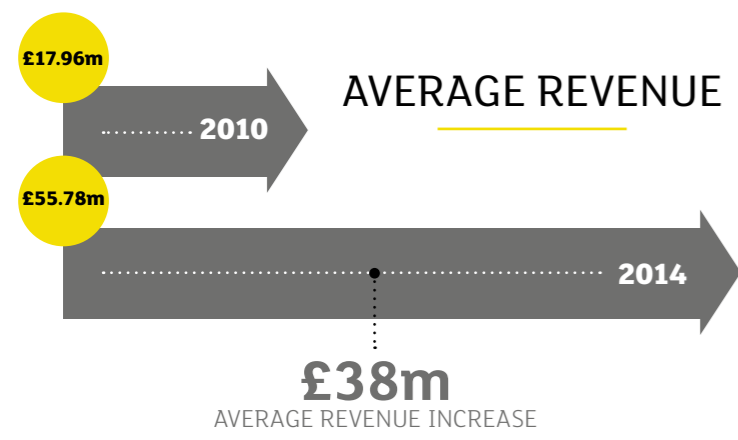 £17.96m
AVERAGE REVENUE
2010
£55.78m
2014
£38m
AVERAGE REVENUE INCREASE